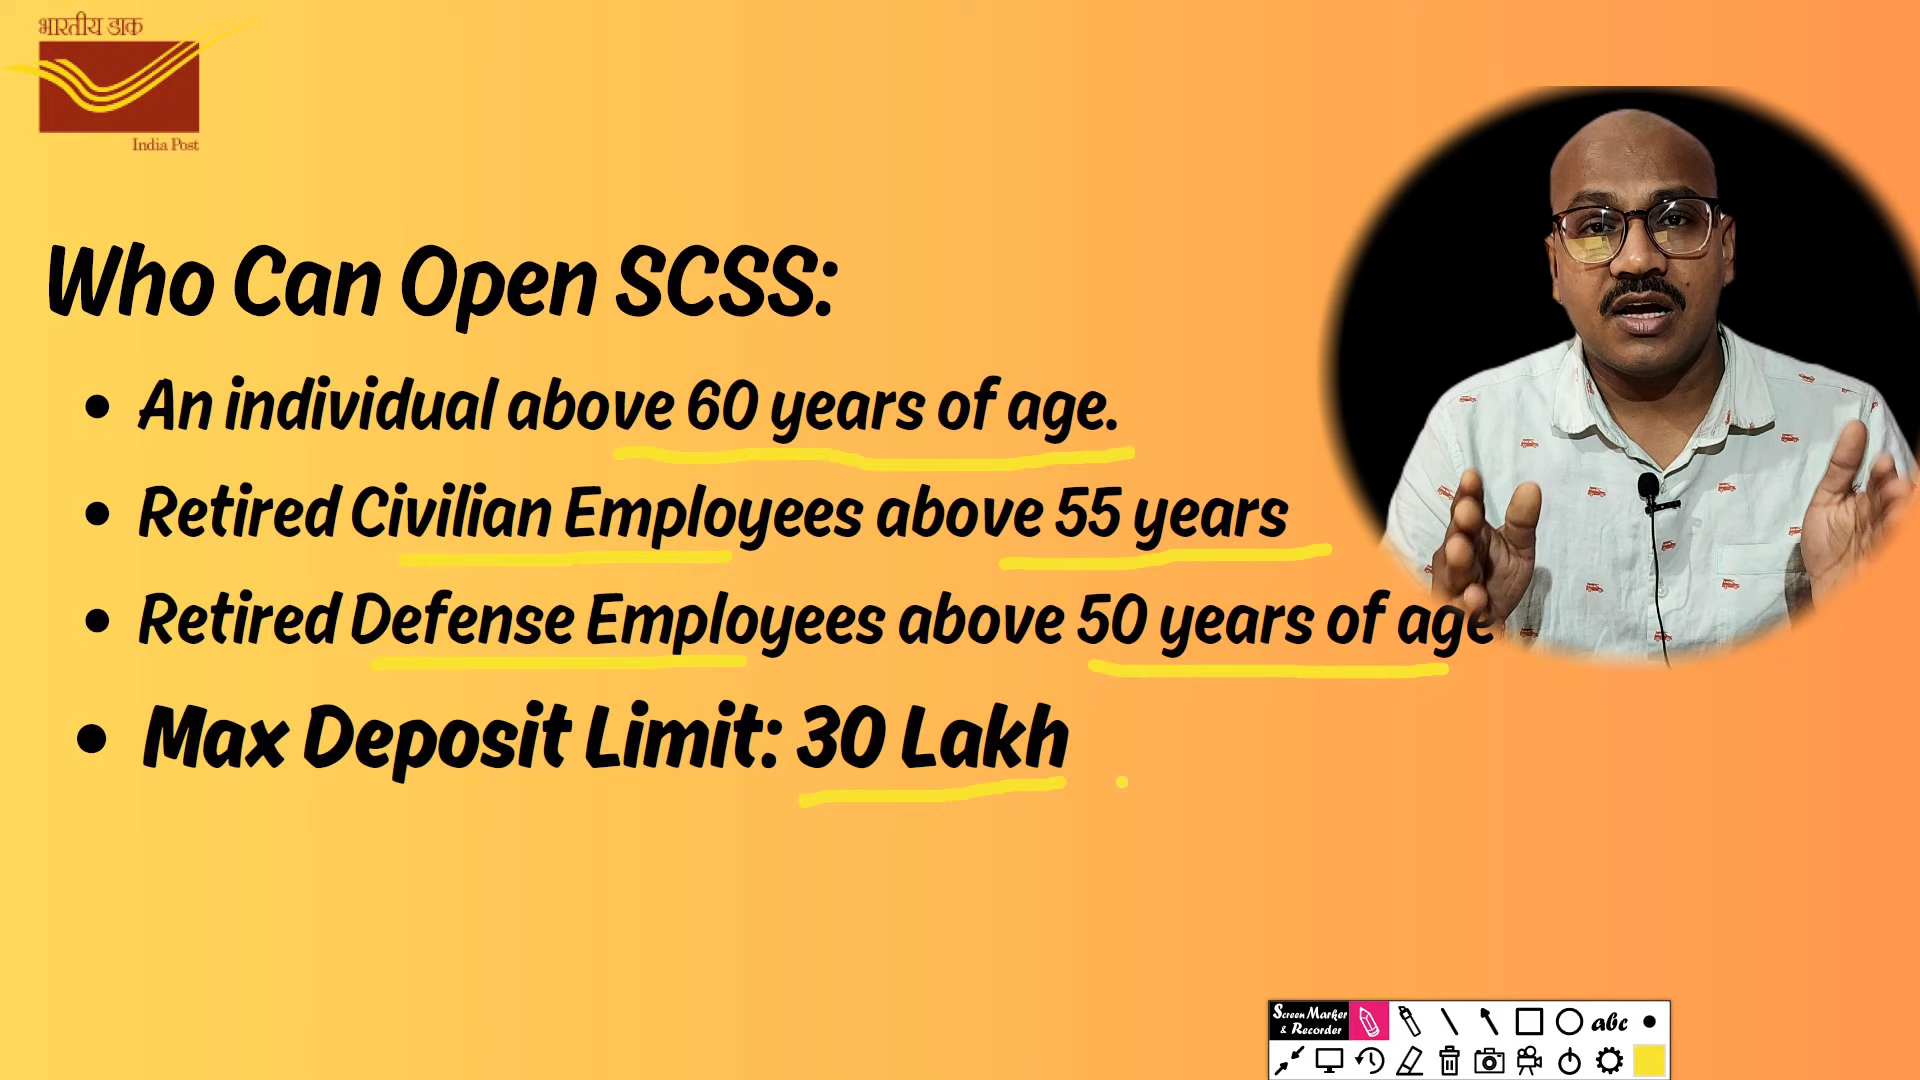 भारतीय डाक
India Post
Who Can Open SCSS:
• An individual above 60 years of age.
• Retired Civilian Employees above 55 years
• Retired Defense Employees above 50 years of age
• Max Deposit Limit: 30 Lakh
Screen Marker
& Recorder
abc